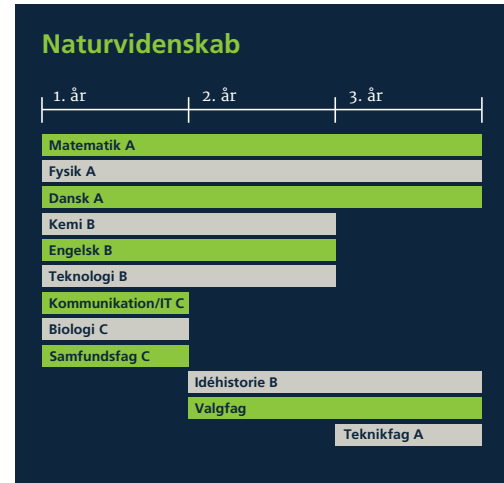 Naturvidenskab
1. år 2. år 3. år
Matematik A
Fysik A
Dansk A
Kemi B
Engelsk B
Teknologi B
Kommunikation/IT C
Biologi C
Samfundsfag C
Idéhistorie B
Valgfag
Teknikfag A